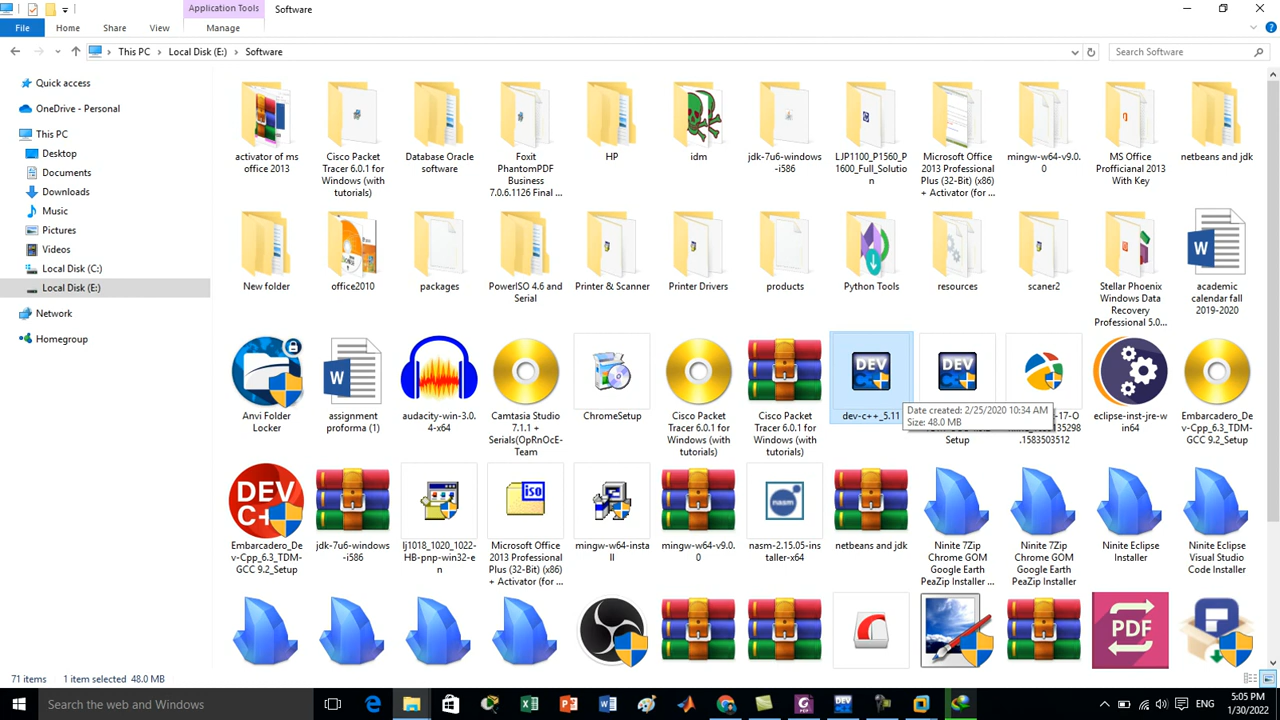 Application Tools
Software
File
Home
Share
View
Manage
This PC
Local Disk (E:)
Software
Search Software
Quick access
OneDrive - Personal
This PC
Desktop
Documents
Downloads
Music
Pictures
Videos
Local Disk (C:)
Local Disk (E:)
Network
Homegroup
activator of ms
office 2013
Cisco Packet
Tracer 6.0.1 for
Windows (with
tutorials)
Database Oracle
software
Foxit
PhantomPDF
Business
7.0.6.1126 Final ...
HP
idm
jdk-7u6-windows
-i586
LJP1100_P1560_P
1600_Full_Solutio
n
Microsoft Office
2013 Professional
Plus (32-Bit) (x86)
+ Activator (for ...
mingw-w64-v9.0.
0
MS Office
Profficianal 2013
With Key
netbeans and jdk
New folder
office2010
packages
PowerISO 4.6 and
Serial
Printer & Scanner
Printer Drivers
products
Python Tools
resources
scaner2
Stellar Phoenix
Windows Data
Recovery
Professional 5.0...
academic
calendar fall
2019-2020
Anvi Folder
Locker
assignment
proforma (1)
audacity-win-3.0.
4-x64
Camtasia Studio
7.1.1 +
Serials(OpRnOcE-
Team
ChromeSetup
Cisco Packet
Tracer 6.0.1 for
Windows (with
tutorials)
Cisco Packet
Tracer 6.0.1 for
Windows (with
tutorials)
DEV
dev-c++_5.11
Date created: 2/25/2020 10:34 AM
Size: 48.0 MB
DEV
Setup
17-O
135298
.1583503512
eclipse-inst-jre-w
in64
Embarcadero_De
v-Cpp_6.3_TDM-
GCC 9.2_Setup
DEV
C+
Embarcadero_De
v-Cpp_6.3_TDM-
GCC 9.2_Setup
jdk-7u6-windows
-i586
lj1018_1020_1022-
HB-pnp-win32-e
n
iso
Microsoft Office
2013 Professional
Plus (32-Bit) (x86)
+ Activator (for ...
mingw-w64-insta
ll
mingw-w64-v9.0.
0
nasm
nasm-2.15.05-ins
taller-x64
netbeans and jdk
Ninite 7Zip
Chrome GOM
Google Earth
PeaZip Installer ...
Ninite 7Zip
Chrome GOM
Google Earth
PeaZip Installer
Ninite Eclipse
Installer
Ninite Eclipse
Visual Studio
Code Installer
PDF
71 items
1 item selected 48.0 MB
Search the web and Windows
5:05 PM
1/30/2022